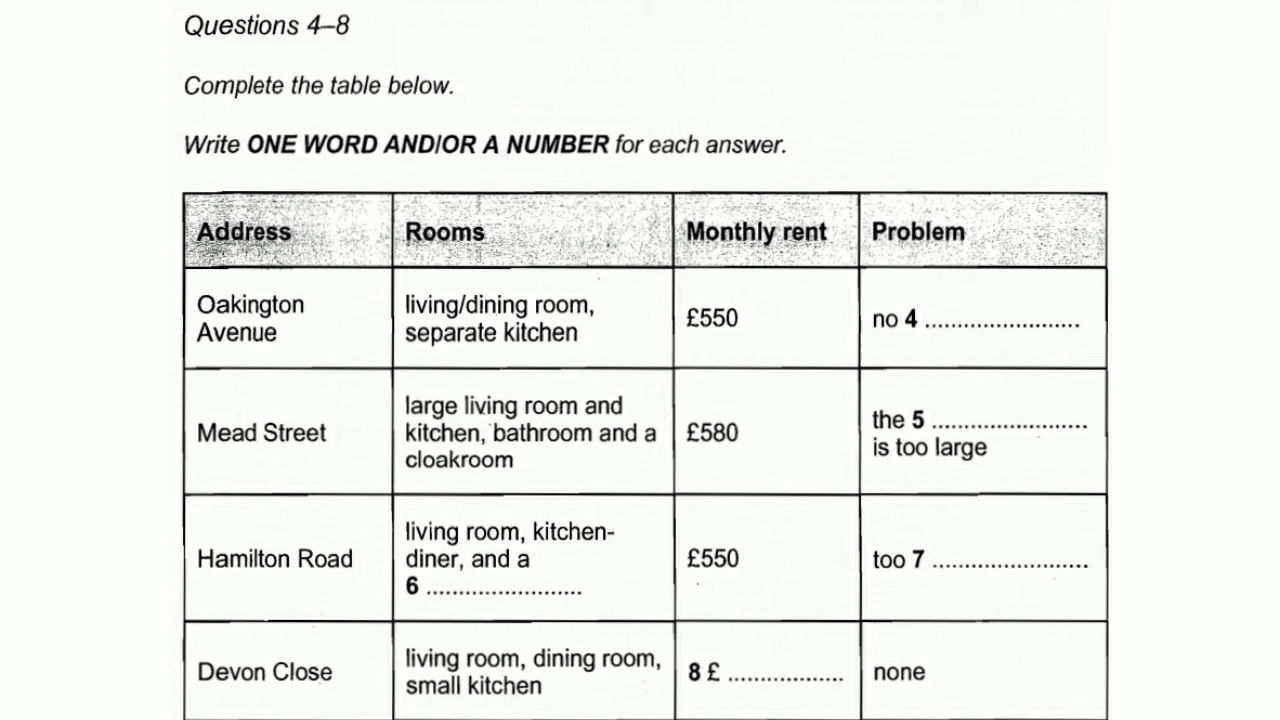 Questions 4–8
Complete the table below.
Write ONE WORD AND/OR A NUMBER for each answer.
Address Rooms Monthly rent Problem
Oakington
Avenue
living/dining room,
separate kitchen
£550
no 4 ........................
Mead Street
large living room and
kitchen, bathroom and a
cloakroom
£580
the 5 ........................
is too large
Hamilton Road
living room, kitchen-
diner, and a
6 ........................
£550
too 7 ........................
Devon Close
living room, dining room,
small kitchen
8 £ ..................
none